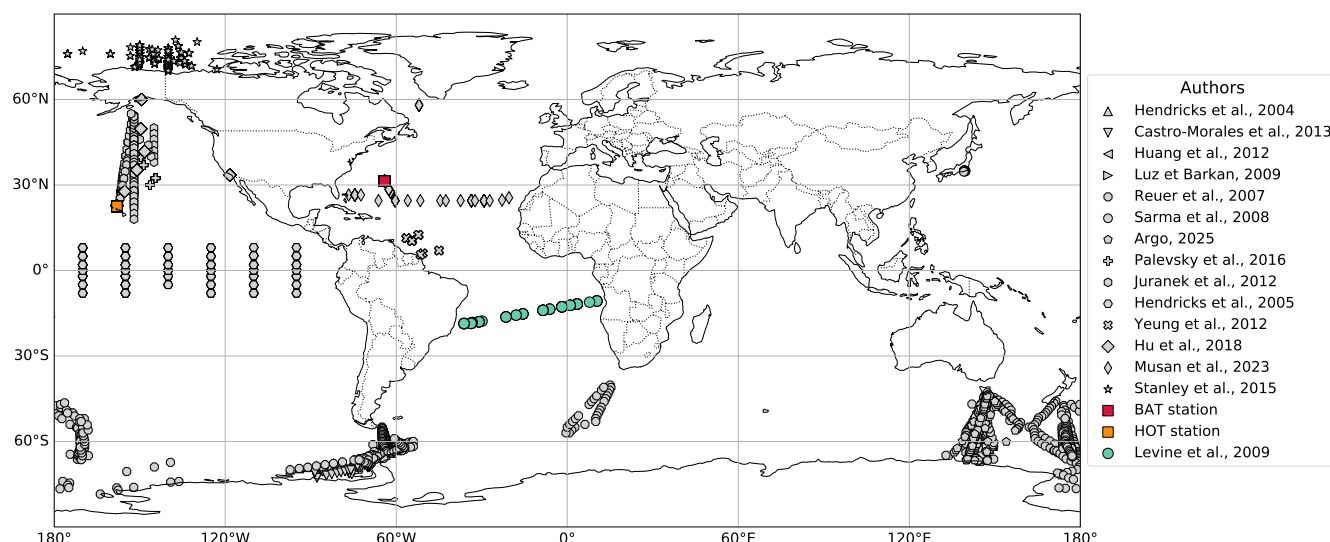 60°N
30°N
0°
30°S
60°S
180°
120°W
60°W
0°
60°E
120°E
180°
Authors
Hendricks et al., 2004
Castro-Morales et al., 2013
Huang et al., 2012
Luz et Barkan, 2009
Reuer et al., 2007
Sarma et al., 2008
Argo, 2025
Palevsky et al., 2016
Juranek et al., 2012
Hendricks et al., 2005
Yeung et al., 2012
Hu et al., 2018
Musan et al., 2023
Stanley et al., 2015
BAT station
HOT station
Levine et al., 2009